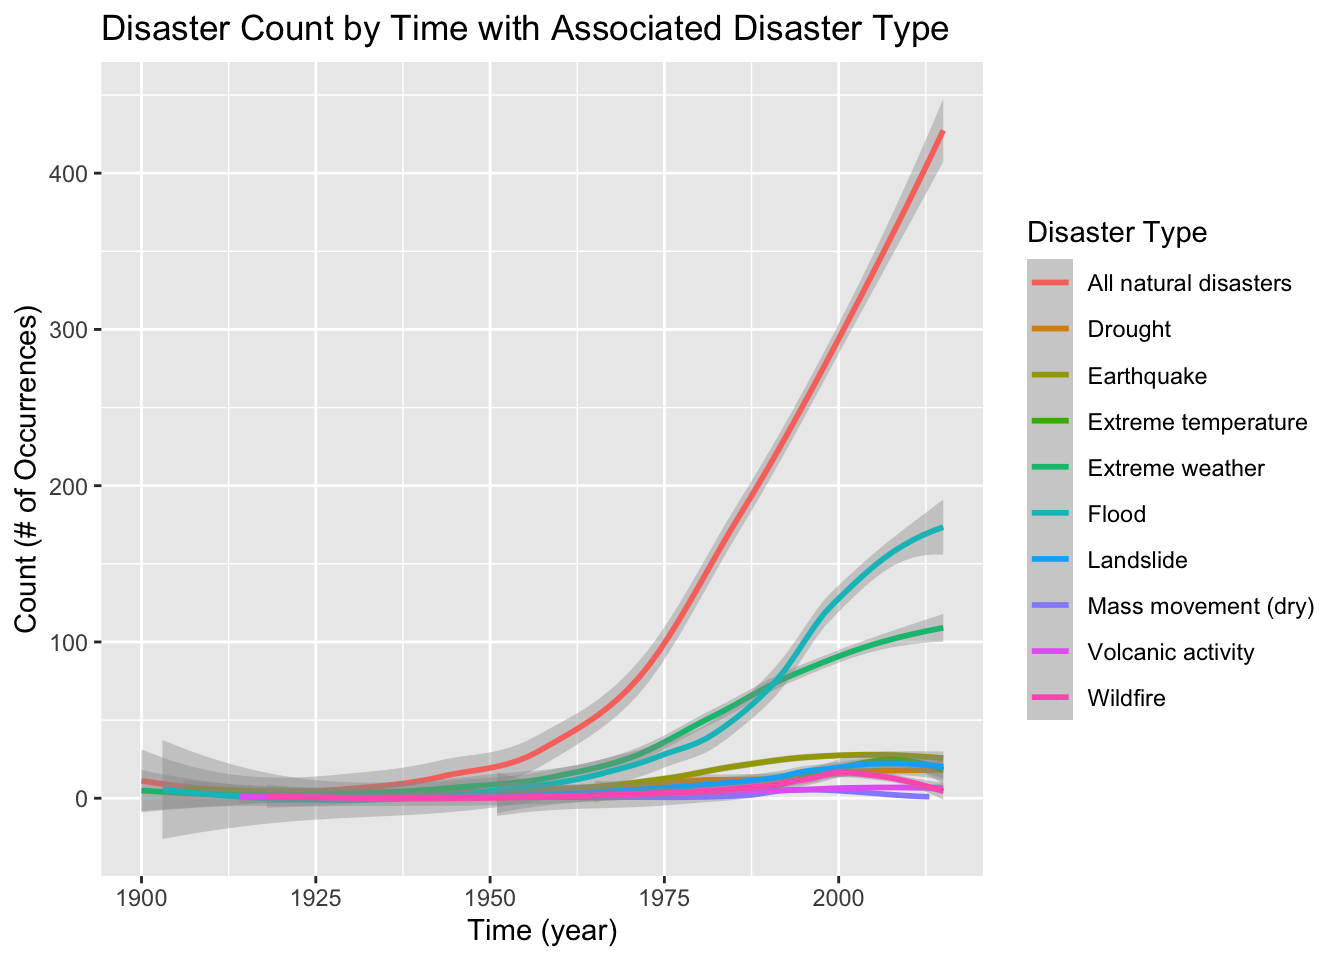 Disaster Count by Time with Associated Disaster Type
Count (# of Occurrences)
400
300
200
100
0
1900
1925
1950
1975
2000
Time (year)
Disaster Type
All natural disasters
Drought
Earthquake
Extreme temperature
Extreme weather
Flood
Landslide
Mass movement (dry)
Volcanic activity
Wildfire